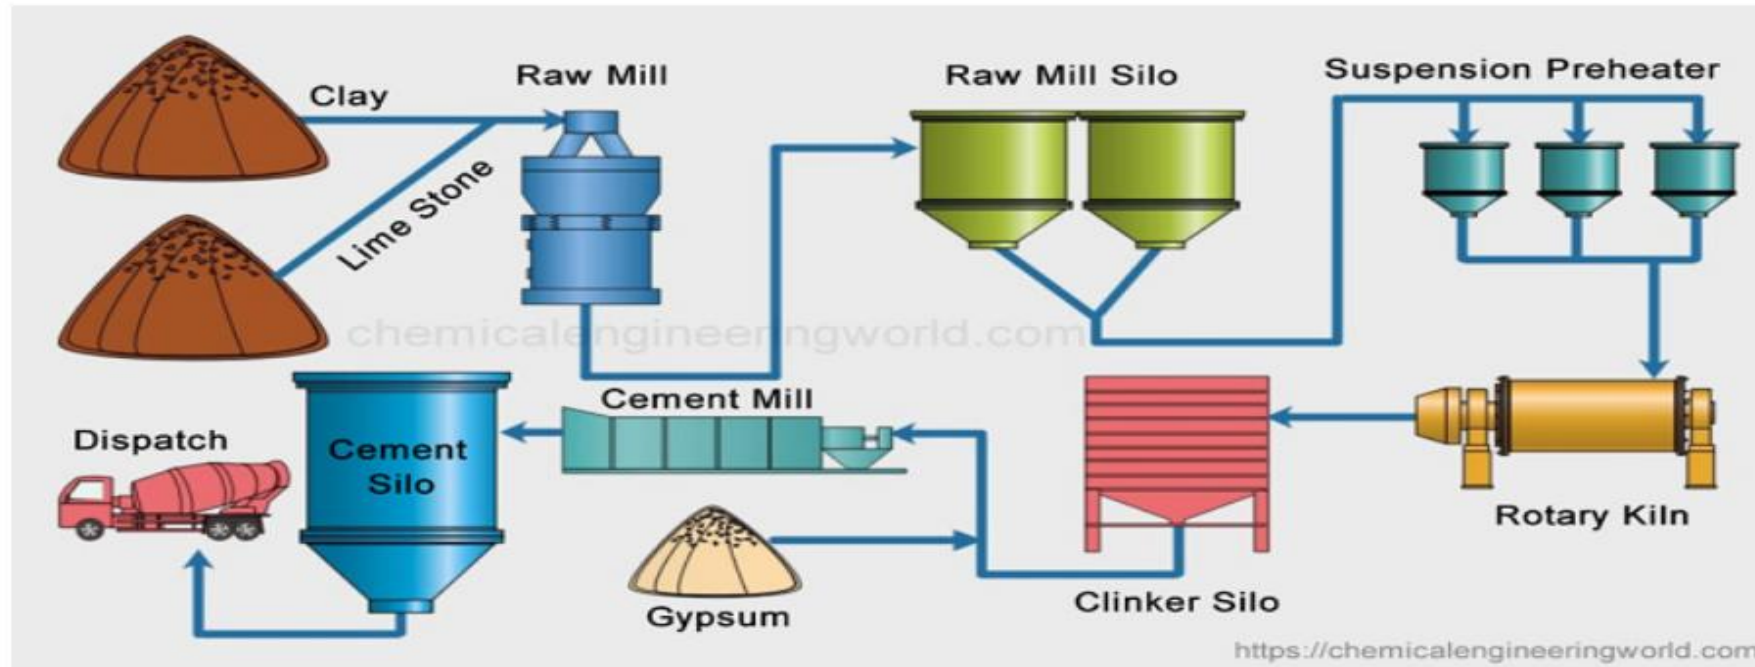 Clay
Raw Mill
Raw Mill Silo
Suspension Preheater
Lime Stone
chemicalengineeringworld.com
Dispatch
Cement
Silo
Cement Mill
Gypsum
Clinker Silo
Rotary Kiln
https://chemicalengineeringworld.com